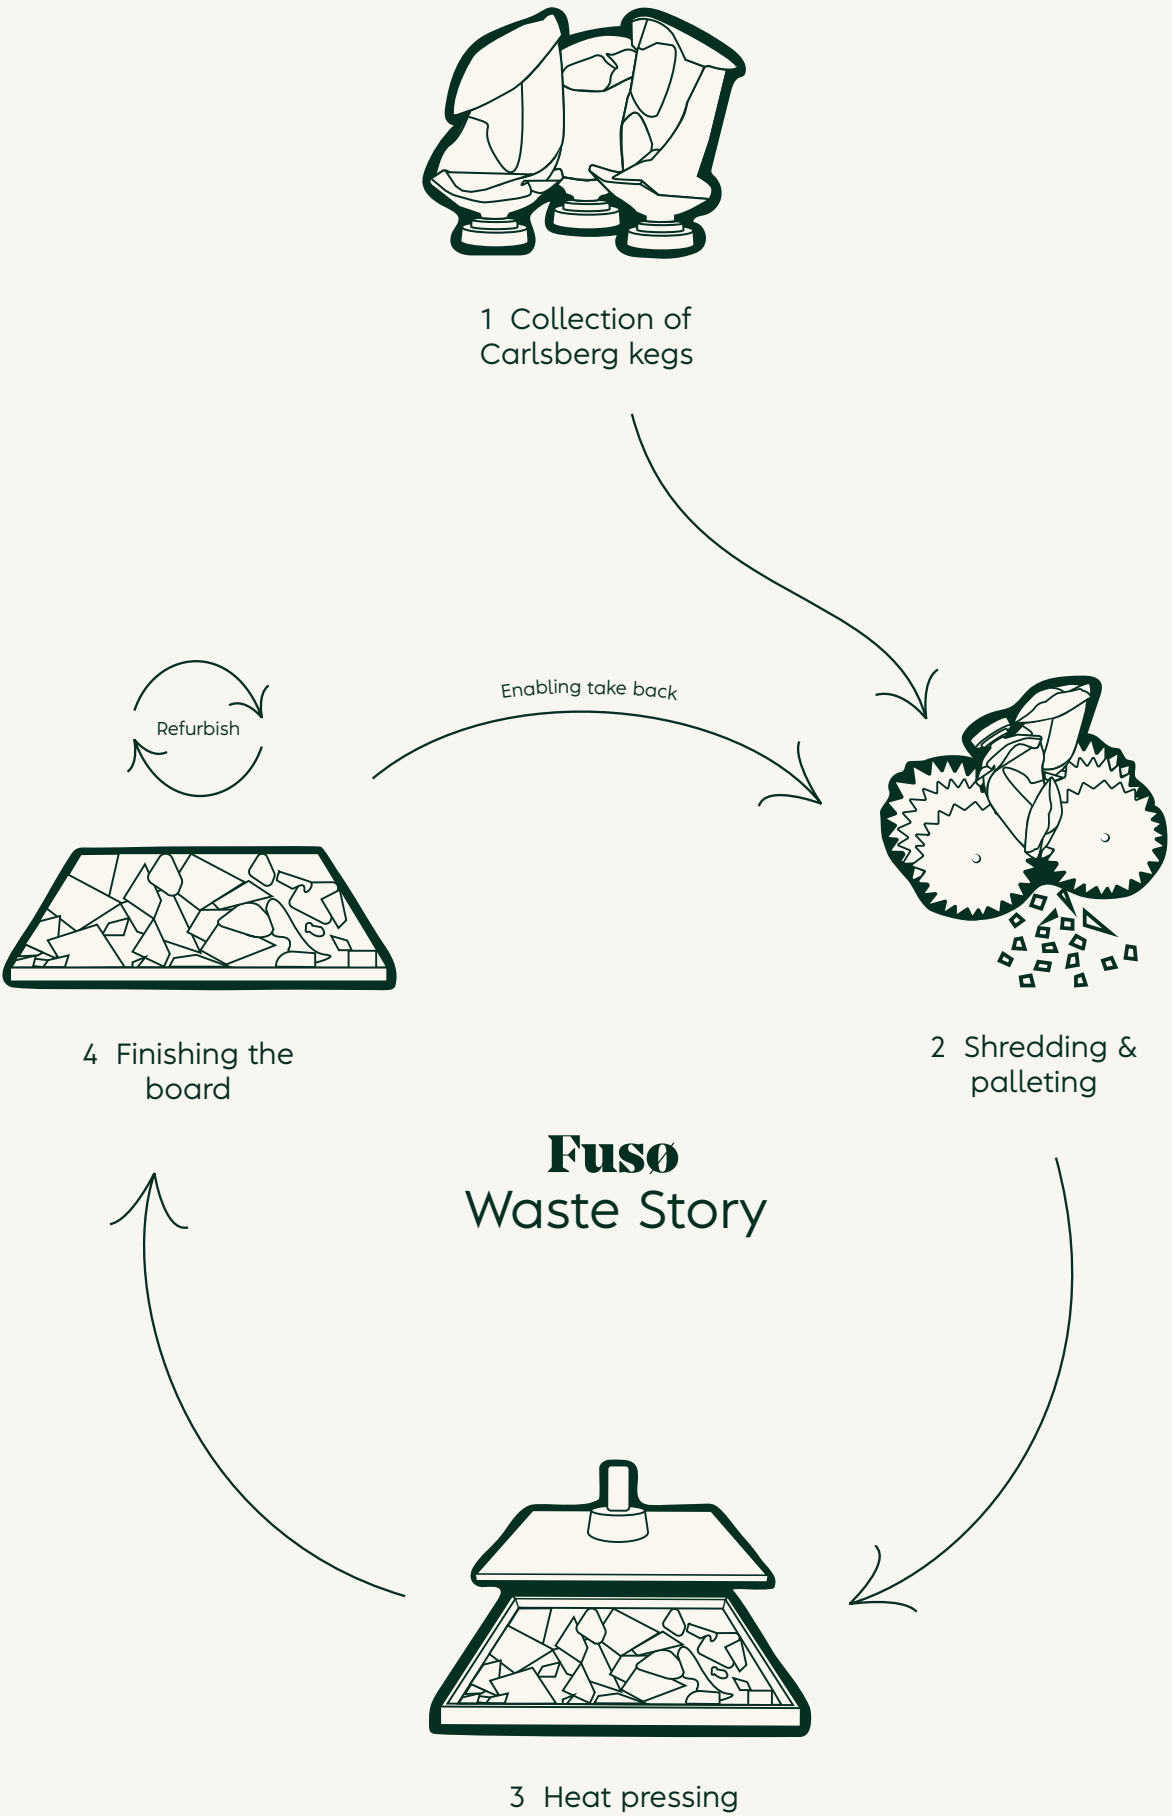 1 Collection of
Carlsberg kegs
Enabling take back
Refurbish
2 Shredding &
palleting
4 Finishing the
board
Fusø
Waste Story
3 Heat pressing